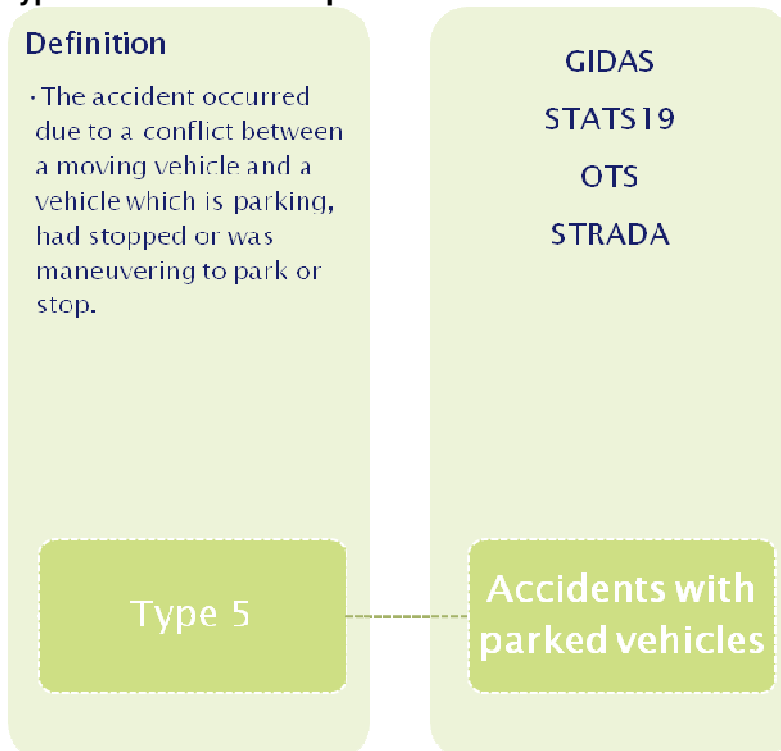 Definition
· The accident occurred
due to a conflict between
a moving vehicle and a
vehicle which is parking,
had stopped or was
maneuvering to park or
stop.
Type 5
GIDAS
STATS19
OTS
STRADA
Accidents with
parked vehicles